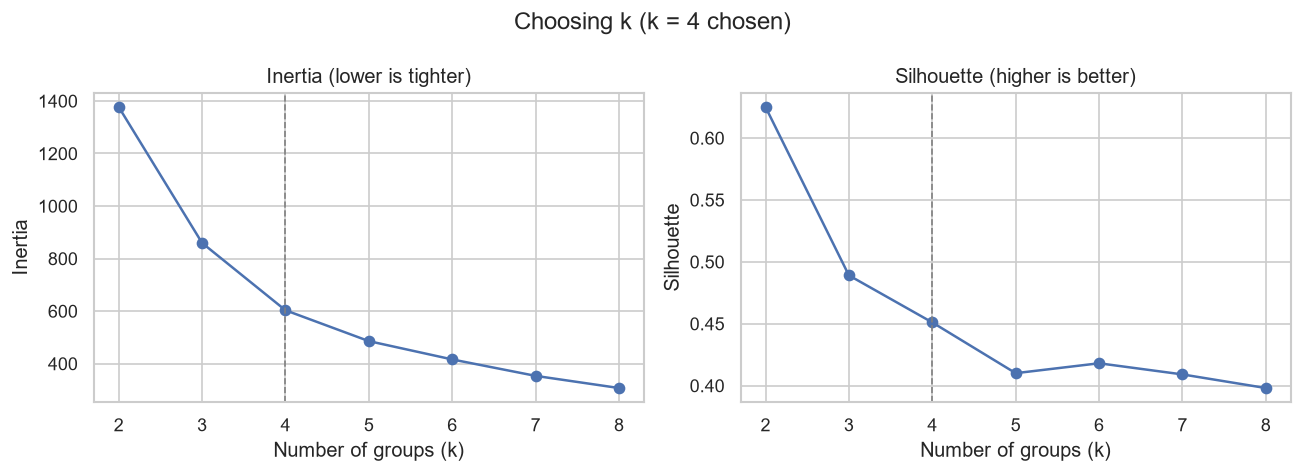 Choosing k (k = 4 chosen)
Inertia (lower is tighter)
1400
1200
1000
800
600
400
Inertia
2 3 4 5 6 7 8
Number of groups (k)
Silhouette (higher is better)
0.60
0.55
0.50
0.45
0.40
Silhouette
2 3 4 5 6 7 8
Number of groups (k)